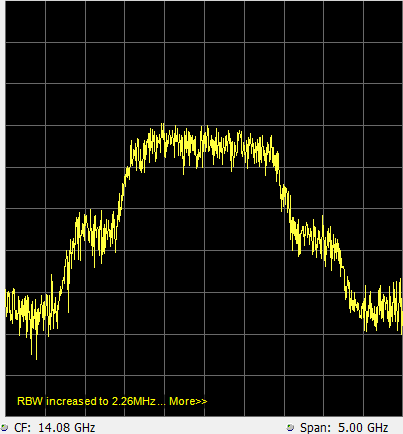 RBW increased to 2.26MHz... More>>
CF: 14.08 GHz Span: 5.00 GHz